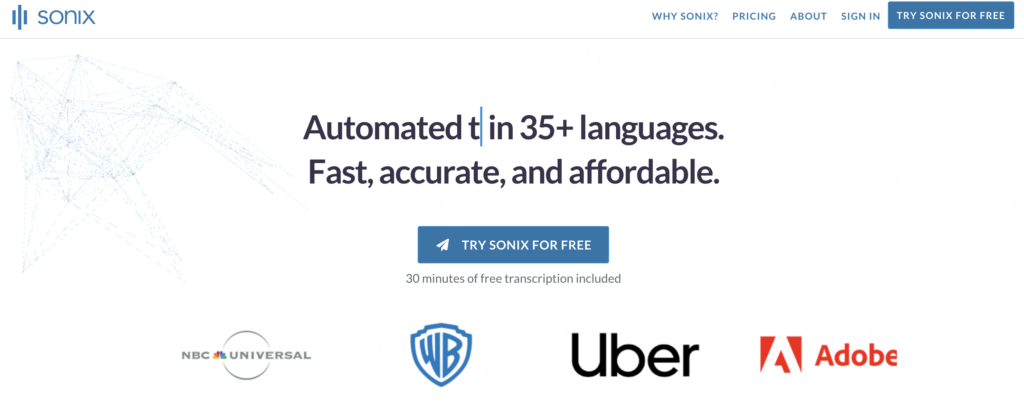 SONIX
WHY SONIX? PRICING ABOUT SIGN IN TRY SONIX FOR FREE
Automated t in 35+ languages.
Fast, accurate, and affordable.
TRY SONIX FOR FREE
30 minutes of free transcription included
NBC UNIVERSAL WB Uber Adobe